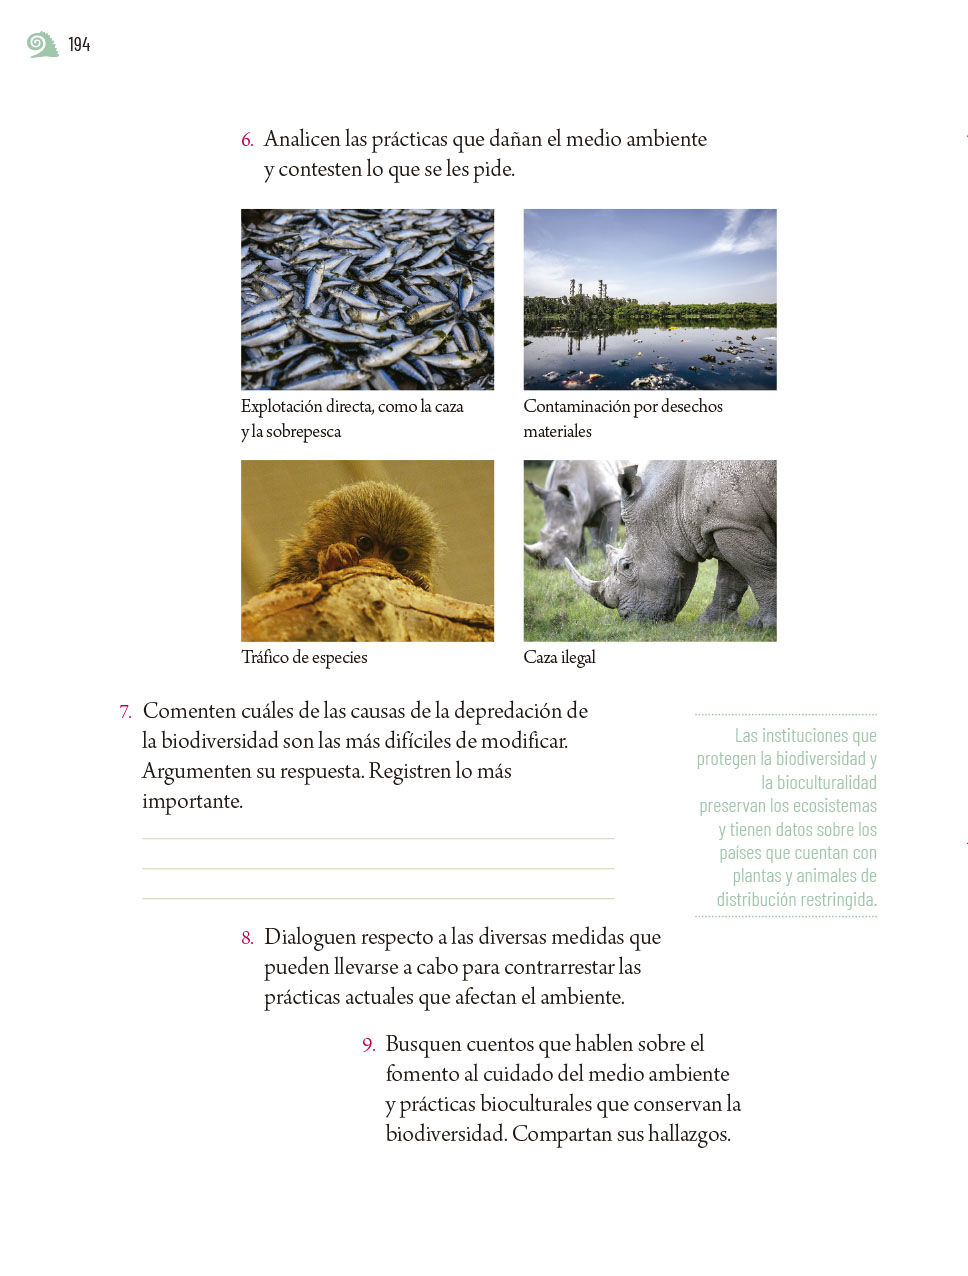 194
6. Analicen las prácticas que dañan el medio ambiente
y contesten lo que se les pide.
Explotación directa, como la caza
y la sobrepesca
Contaminación por desechos
materiales
Tráfico de especies
Caza ilegal
7. Comenten cuáles de las causas de la depredación de
la biodiversidad son las más difíciles de modificar.
Argumenten su respuesta. Registren lo más
importante.
Las instituciones que
protegen la biodiversidad y
la bioculturalidad
preservan los ecosistemas
y tienen datos sobre los
países que cuentan con
plantas y animales de
distribución restringida.
8. Dialoguen respecto a las diversas medidas que
pueden llevarse a cabo para contrarrestar las
prácticas actuales que afectan el ambiente.
9. Busquen cuentos que hablen sobre el
fomento al cuidado del medio ambiente
y prácticas bioculturales que conservan la
biodiversidad. Compartan sus hallazgos.